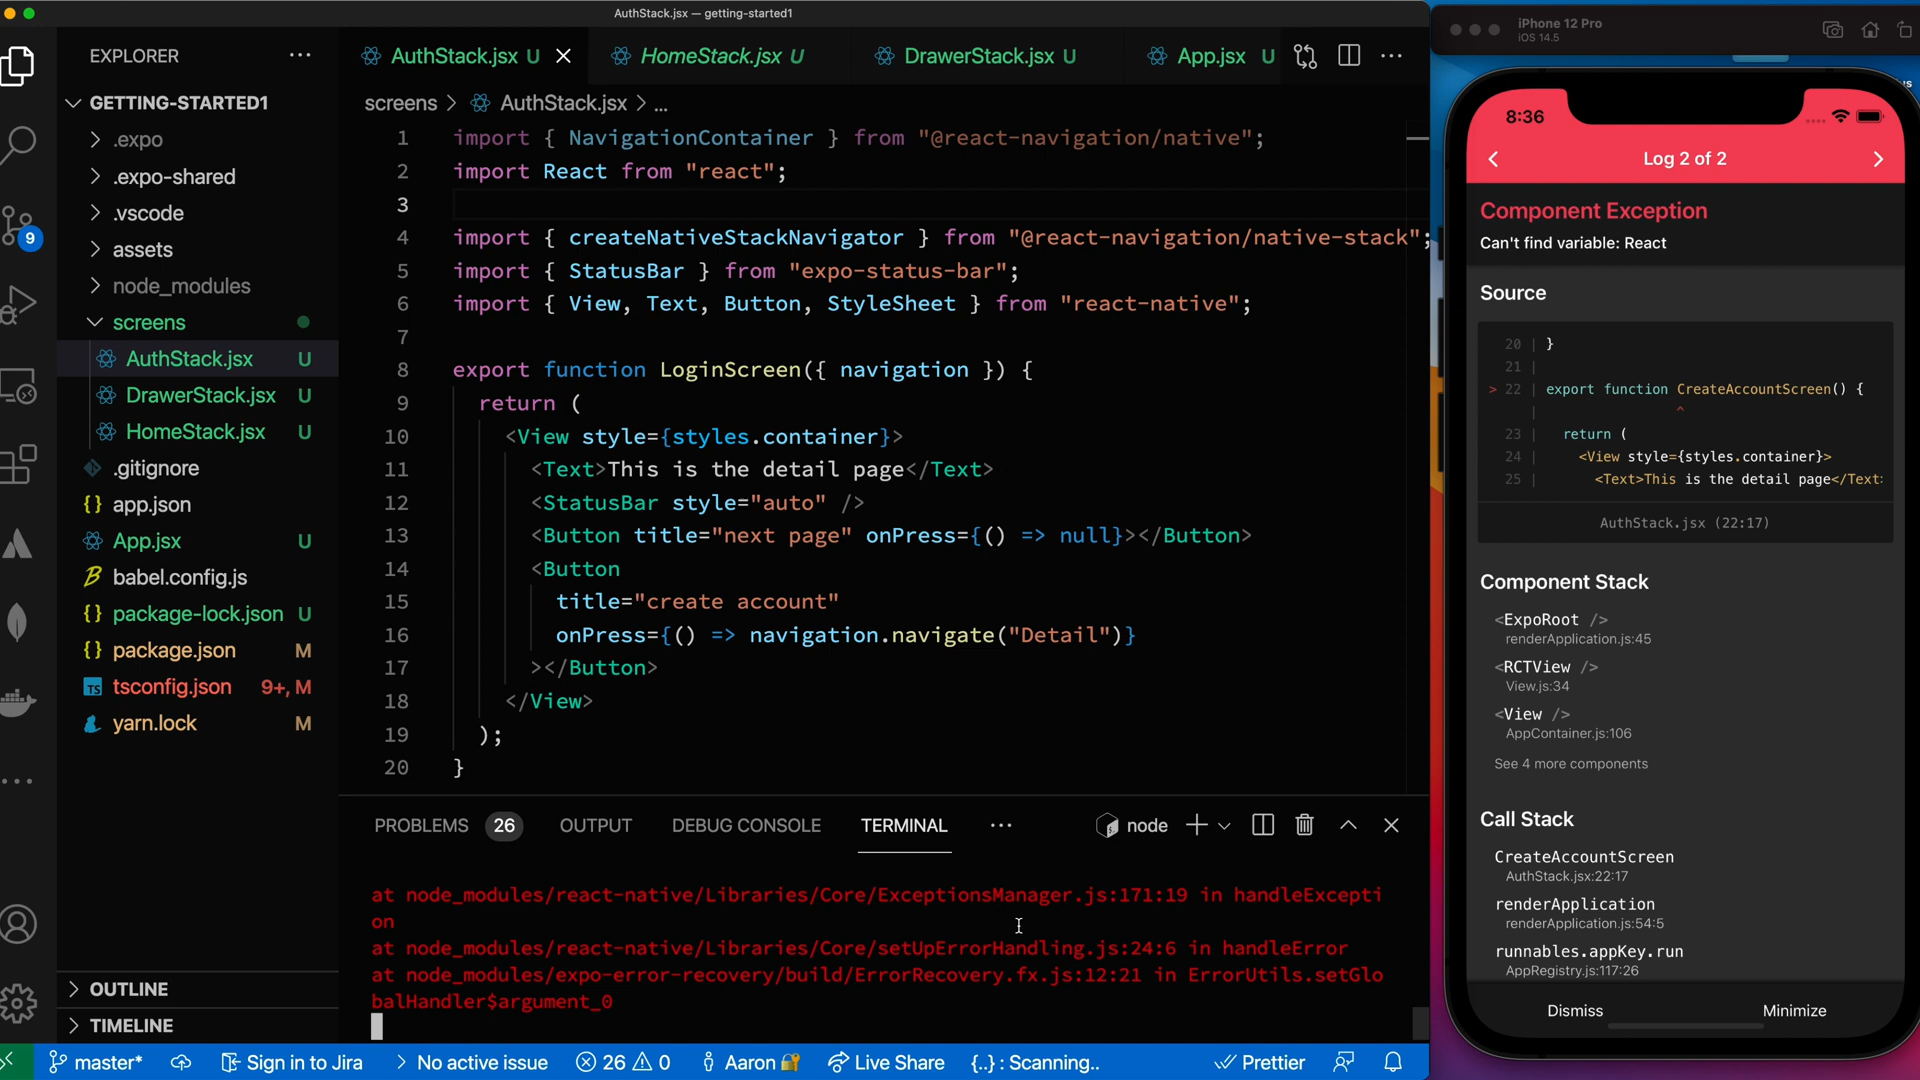 AuthStack.jsx — getting-started1
EXPLORER
GETTING-STARTED1
.expo
.expo-shared
.vscode
assets
node_modules
screens
AuthStack.jsx U
DrawerStack.jsx U
HomeStack.jsx U
.gitignore
{} app.json
App.jsx U
babel.config.js
{} package-lock.json U
{} package.json M
TS tsconfig.json 9+, M
yarn.lock M
OUTLINE
TIMELINE
9
AuthStack.jsx U
HomeStack.jsx U
DrawerStack.jsx U
App.jsx U
screens > AuthStack.jsx > ...
1 import { NavigationContainer } from "@react-navigation/native";
2 import React from "react";
3
4 import { createNativeStackNavigator } from "@react-navigation/native-stack";
5 import { StatusBar } from "expo-status-bar";
6 import { View, Text, Button, StyleSheet } from "react-native";
7
8 export function LoginScreen({ navigation }) {
9 return (
10 <View style={styles.container}>
11 <Text>This is the detail page</Text>
12 <StatusBar style="auto" />
13 <Button title="next page" onPress={() => null}></Button>
14 <Button
15 title="create account"
16 onPress={() => navigation.navigate("Detail")}
17 ></Button>
18 </View>
19 );
20 }
PROBLEMS 26 OUTPUT DEBUG CONSOLE TERMINAL
node
at node_modules/react-native/Libraries/Core/ExceptionsManager.js:171:19 in handleExcepti
on
at node_modules/react-native/Libraries/Core/setUpErrorHandling.js:24:6 in handleError
at node_modules/expo-error-recovery/build/ErrorRecovery.fx.js:12:21 in ErrorUtils.setGlo
balHandler$argument_0
master* Sign in to Jira No active issue 26 0 Aaron Live Share {..} : Scanning.. Prettier
iPhone 12 Pro
iOS 14.5
8:36
Log 2 of 2
Component Exception
Can't find variable: React
Source
20 | }
21 |
> 22 | export function CreateAccountScreen() {
| ^
23 | return (
24 | <View style={styles.container}>
25 | <Text>This is the detail page</Text>
AuthStack.jsx (22:17)
Component Stack
<ExpoRoot />
renderApplication.js:45
<RCTView />
View.js:34
<View />
AppContainer.js:106
See 4 more components
Call Stack
CreateAccountScreen
AuthStack.jsx:22:17
renderApplication
renderApplication.js:54:5
runnables.appKey.run
AppRegistry.js:117:26
Dismiss
Minimize